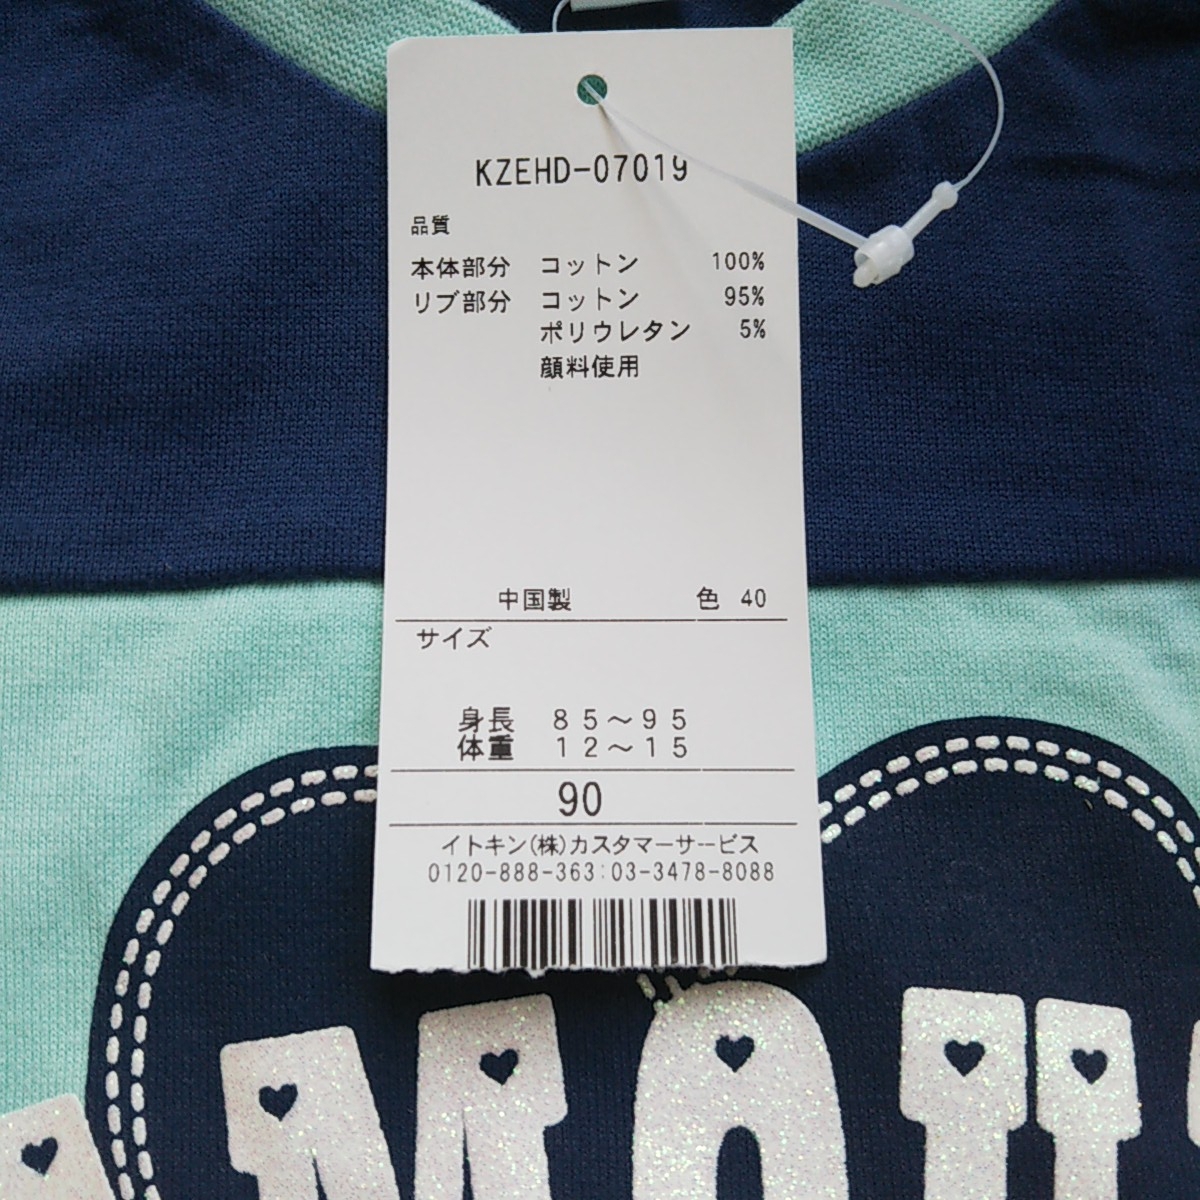 KZEHD-07019
品質
本体部分 コットン 100%
リブ部分 コットン 95%
ポリウレタン 5%
顔料使用
中国製 色 40
サイズ
身長 85～95
体重 12～15
90
イトキン(株)カスタマーサービス
0120-888-363:03-3478-8088